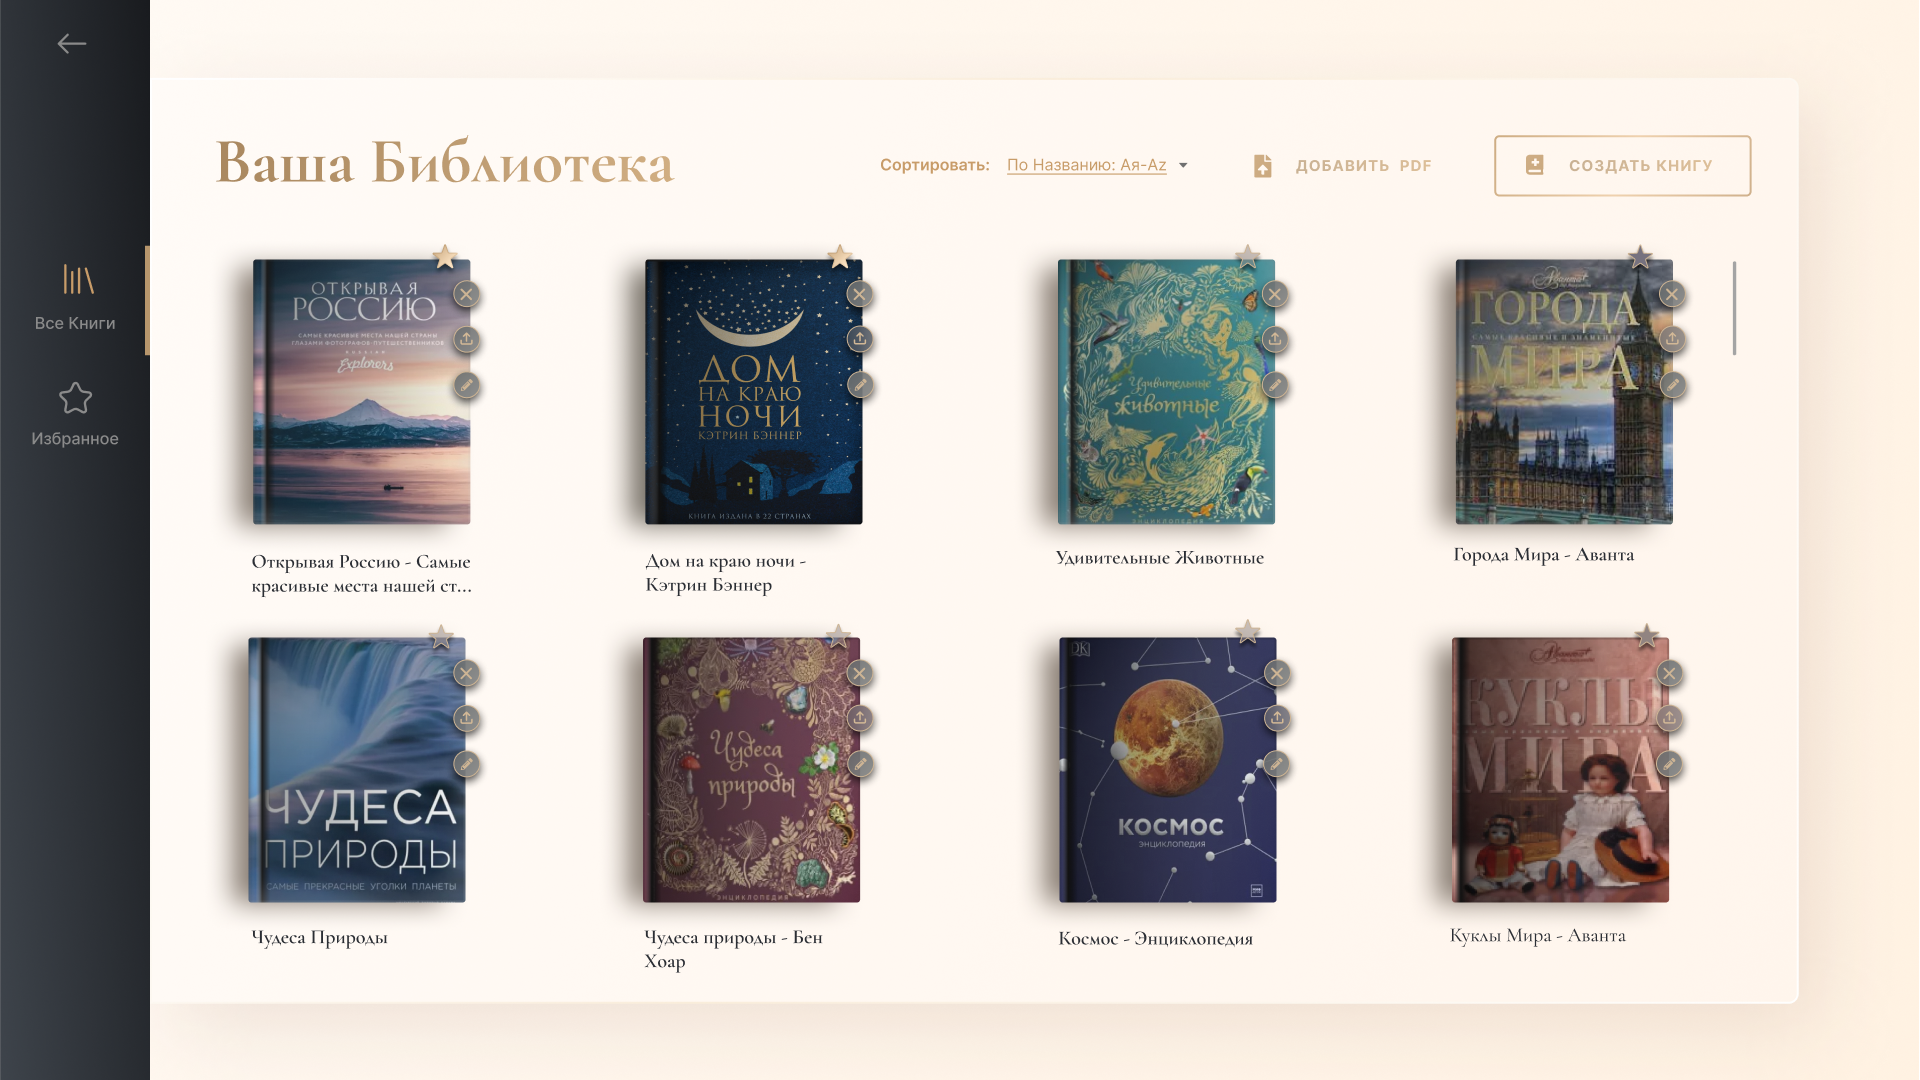 Ваша Библиотека
Сортировать: По Названию: Ая-Az
ДОБАВИТЬ PDF
СОЗДАТЬ КНИГУ
Все Книги
Избранное
ОТКРЫВАЯ
РОССИЮ
САМЫЕ КРАСИВЫЕ МЕСТА НАШЕЙ СТРАНЫ
ГЛАЗАМИ ФОТОГРАФОВ-ПУТЕШЕСТВЕННИКОВ
RUSSIAN
Explorers
Открывая Россию - Самые
красивые места нашей ст...
ДОМ
НА КРАЮ
НОЧИ
КЭТРИН БЭННЕР
КНИГА ИЗДАНА В 22 СТРАНАХ
Дом на краю ночи -
Кэтрин Бэннер
Удивительные
животные
ЭНЦИКЛОПЕДИЯ
Удивительные Животные
Аванта+
ГОРОДА
САМЫЕ КРАСИВЫЕ И ЗНАМЕНИТЫЕ
МИРА
Города Мира - Аванта
ЧУДЕСА
ПРИРОДЫ
САМЫЕ ПРЕКРАСНЫЕ УГОЛКИ ПЛАНЕТЫ
Чудеса Природы
Чудеса
природы
ЭНЦИКЛОПЕДИЯ
Чудеса природы - Бен
Хоар
DK
КОСМОС
ЭНЦИКЛОПЕДИЯ
Космос - Энциклопедия
Аванта+
КУКЛЫ
МИРА
Куклы Мира - Аванта